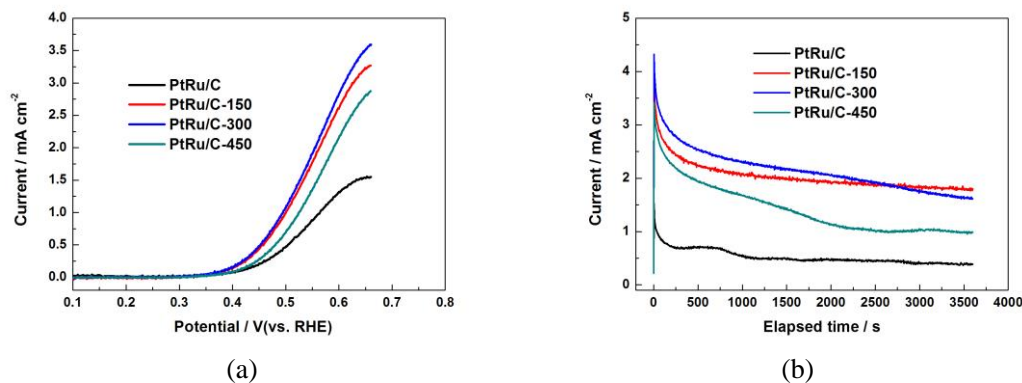 4.0
3.5
3.0
2.5
2.0
1.5
1.0
0.5
0.0
Current / mA cm-2
PtRu/C
PtRu/C-150
PtRu/C-300
PtRu/C-450
0.1 0.2 0.3 0.4 0.5 0.6 0.7 0.8
Potential / V(vs. RHE)
(a)
5
4
3
2
1
0
Current / mA cm-2
PtRu/C
PtRu/C-150
PtRu/C-300
PtRu/C-450
0 500 1000 1500 2000 2500 3000 3500 4000
Elapsed time / s
(b)